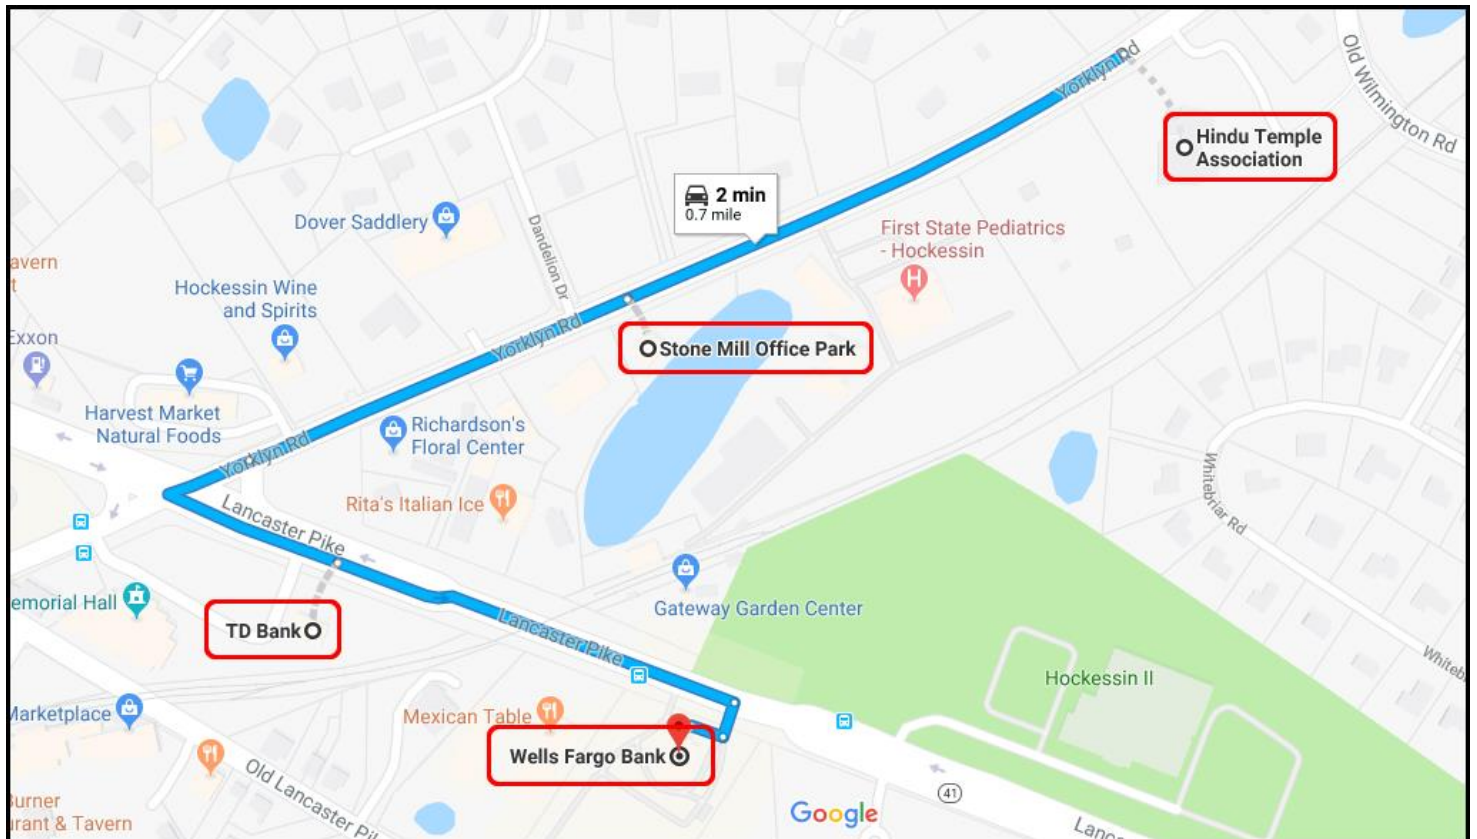 Yorklyn Rd
Old Wilmington Rd
Hindu Temple
Association
2 min
0.7 mile
Dover Saddlery
Dandelion Dr
First State Pediatrics
- Hockessin
avern
t
Hockessin Wine
and Spirits
Exxon
Yorklyn Rd
Stone Mill Office Park
Harvest Market
Natural Foods
Richardson's
Floral Center
Yorklyn Rd
Whitebriar Rd
Rita's Italian Ice
Lancaster Pike
emorial Hall
Gateway Garden Center
TD Bank
Lancaster Pike
Whiteb
Hockessin II
Marketplace
Mexican Table
Wells Fargo Bank
Old Lancaster Pi
41
Burner
urant & Tavern
Google
Lanc